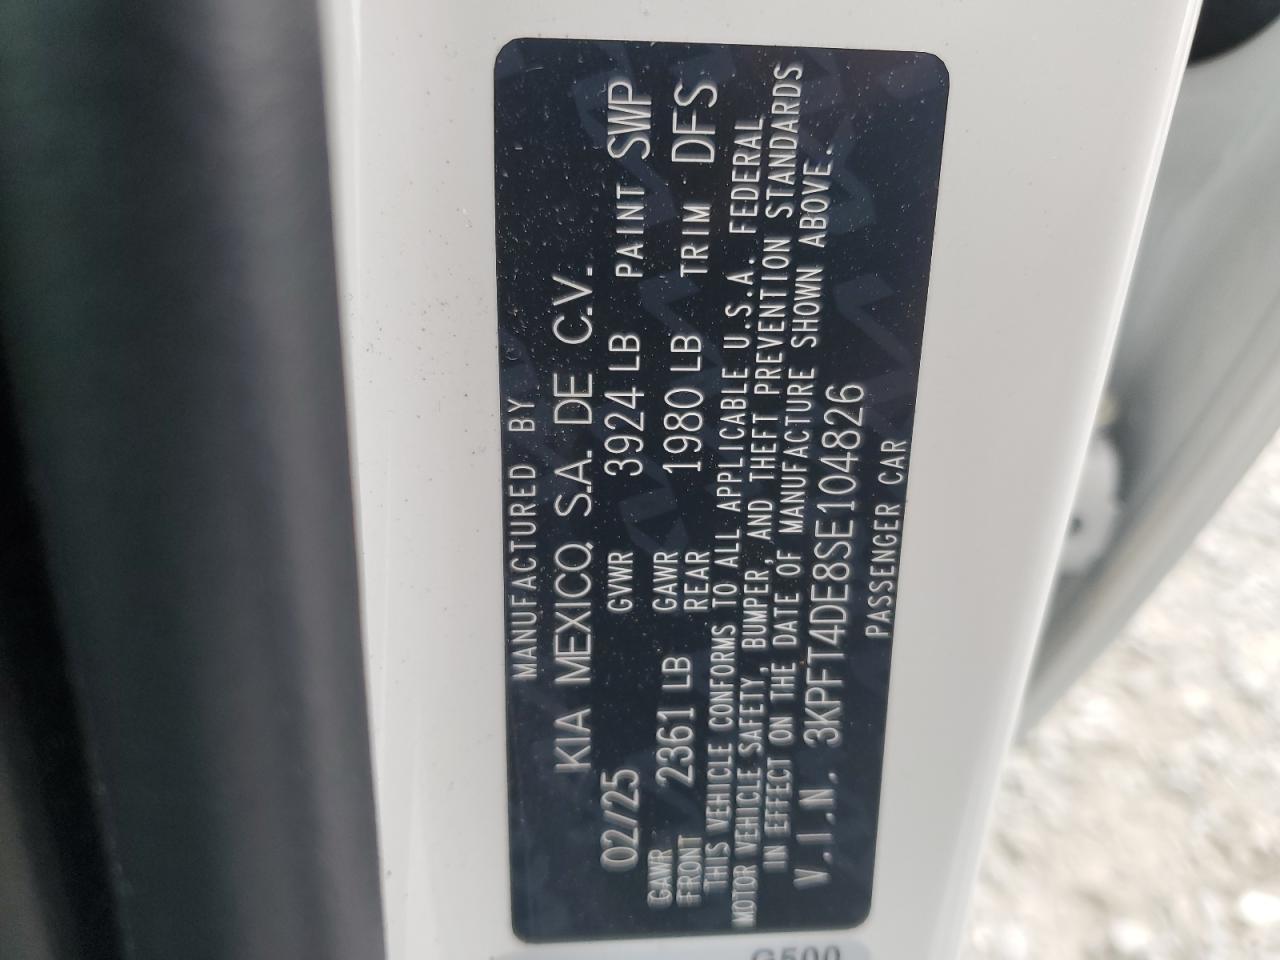 MANUFACTURED BY
KIA MEXICO, S.A. DE C.V.
02/25 GVWR 3924 LB PAINT SWP
GAWR FRONT 2361 LB GAWR REAR 1980 LB TRIM DFS
THIS VEHICLE CONFORMS TO ALL APPLICABLE U.S.A. FEDERAL
MOTOR VEHICLE SAFETY, BUMPER, AND THEFT PREVENTION STANDARDS
IN EFFECT ON THE DATE OF MANUFACTURE SHOWN ABOVE.
V.I.N. 3KPFT4DE8SE104826
PASSENGER CAR
G500